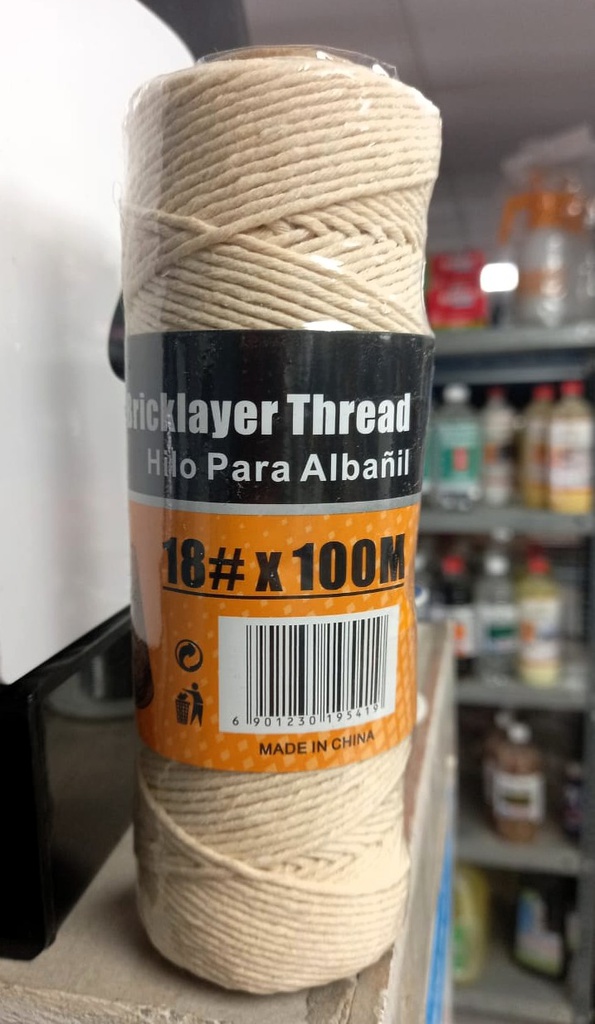 Bricklayer Thread
Hilo Para Albañil
18# x 100M
6 901230 195419
MADE IN CHINA